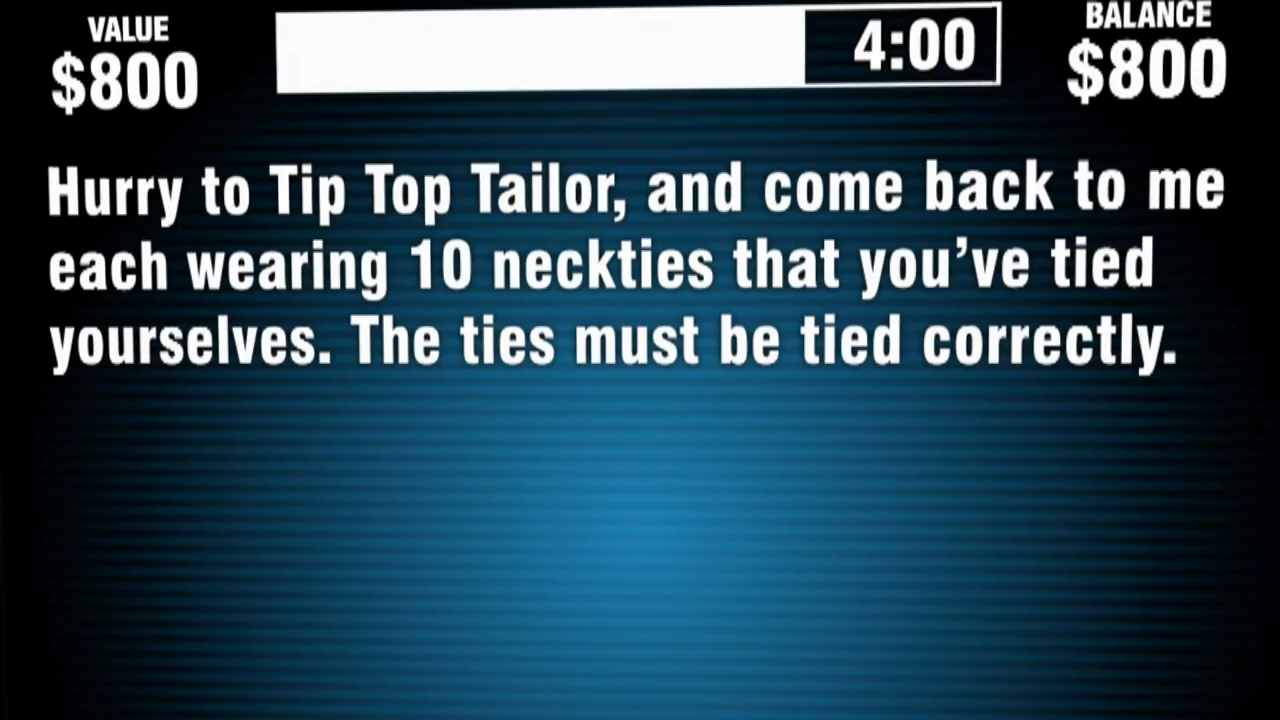 VALUE
$800
4:00
BALANCE
$800
Hurry to Tip Top Tailor, and come back to me
each wearing 10 neckties that you've tied
yourselves. The ties must be tied correctly.